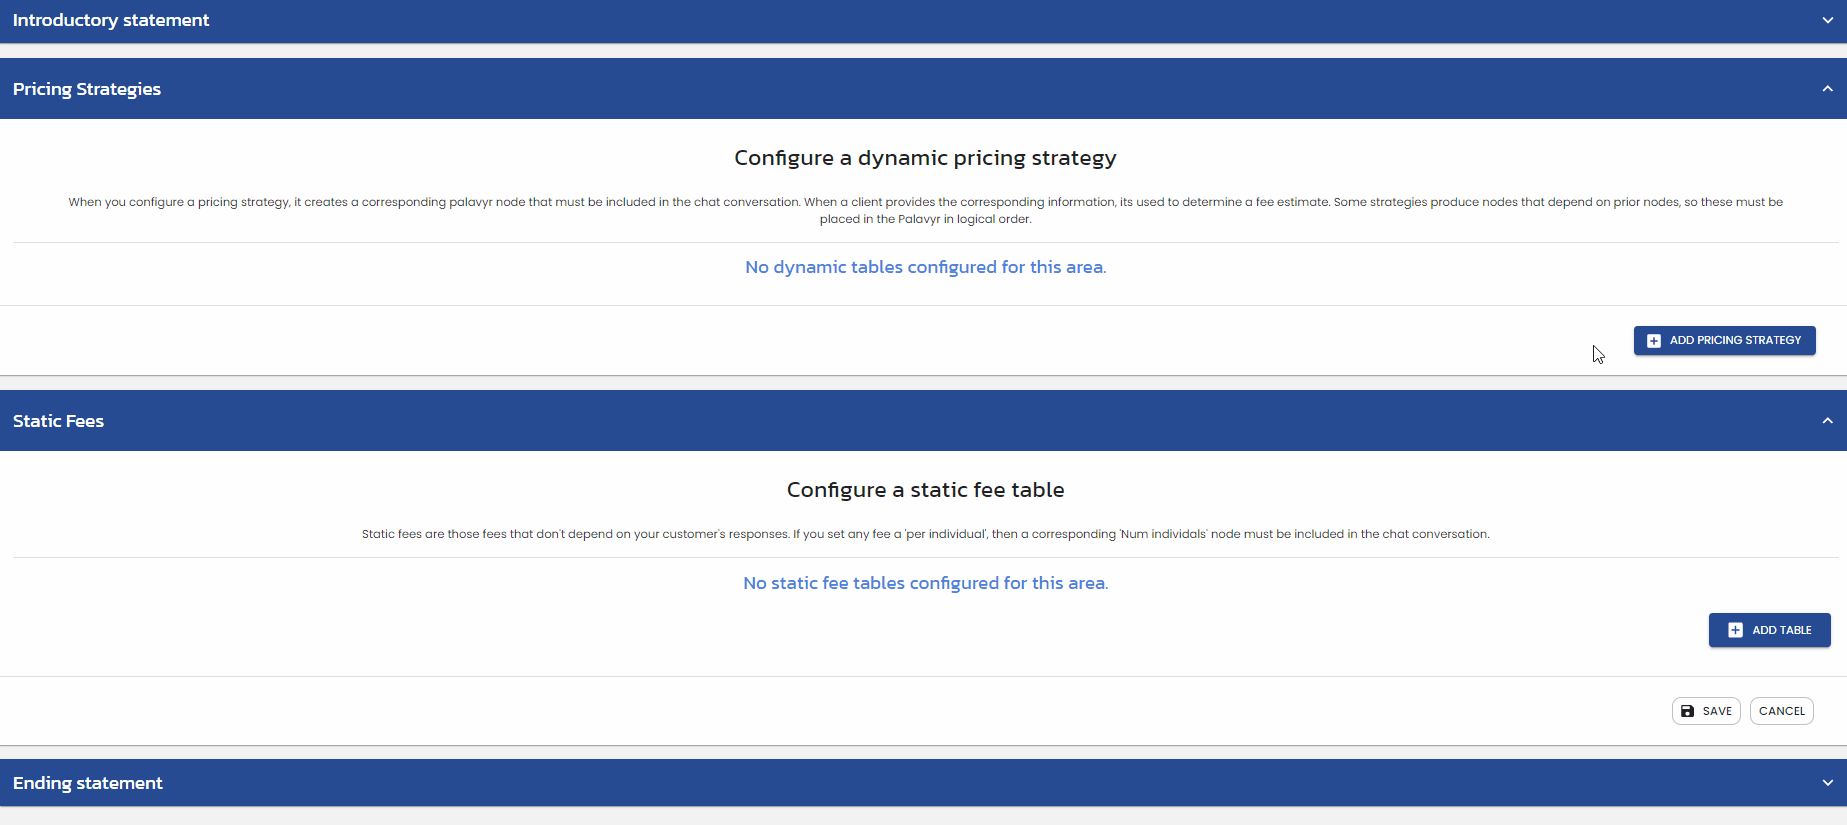 Introductory statement
Pricing Strategies
Configure a dynamic pricing strategy
When you configure a pricing strategy, it creates a corresponding palavyr node that must be included in the chat conversation. When a client provides the corresponding information, its used to determine a fee estimate. Some strategies produce nodes that depend on prior nodes, so these must be
placed in the Palavyr in logical order.
No dynamic tables configured for this area.
ADD PRICING STRATEGY
Static Fees
Configure a static fee table
Static fees are those fees that don't depend on your customer's responses. If you set any fee a 'per individual', then a corresponding 'Num individals' node must be included in the chat conversation.
No static fee tables configured for this area.
ADD TABLE
SAVE CANCEL
Ending statement